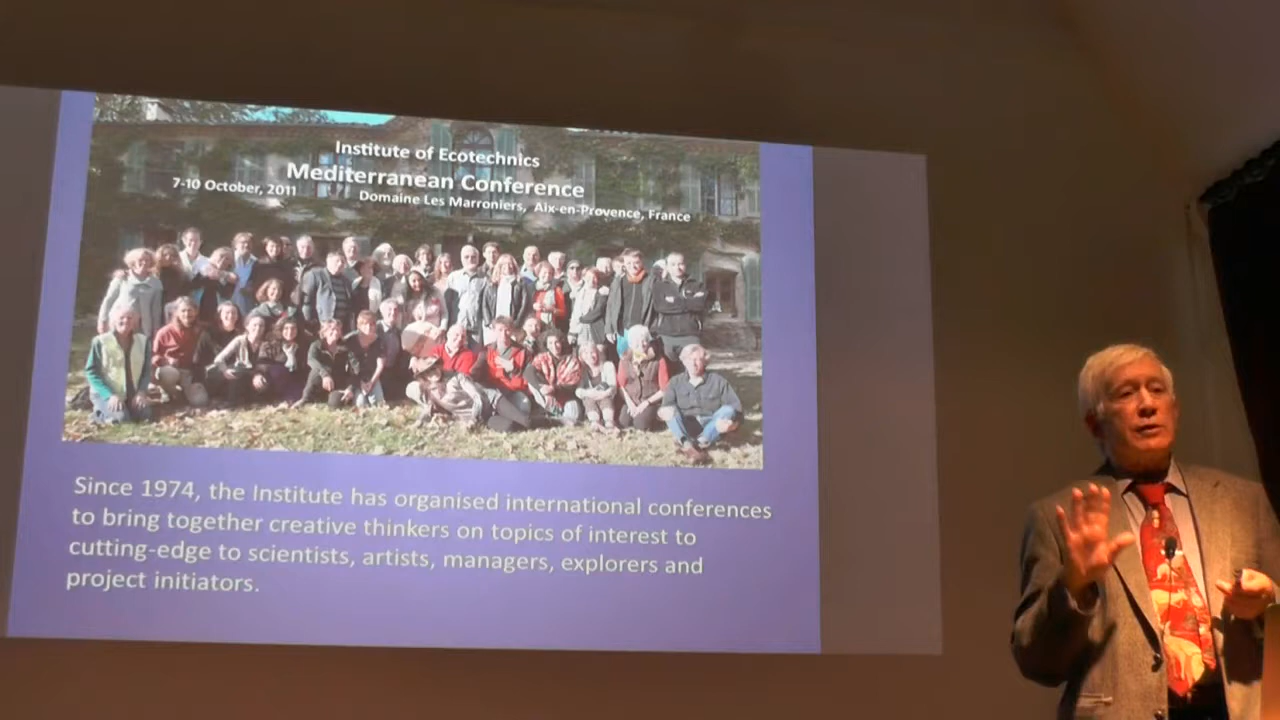 Institute of Ecotechnics
Mediterranean Conference
7-10 October, 2011
Domaine Les Marroniers, Aix-en-Provence, France
Since 1974, the Institute has organised international conferences
to bring together creative thinkers on topics of interest to
cutting-edge to scientists, artists, managers, explorers and
project initiators.